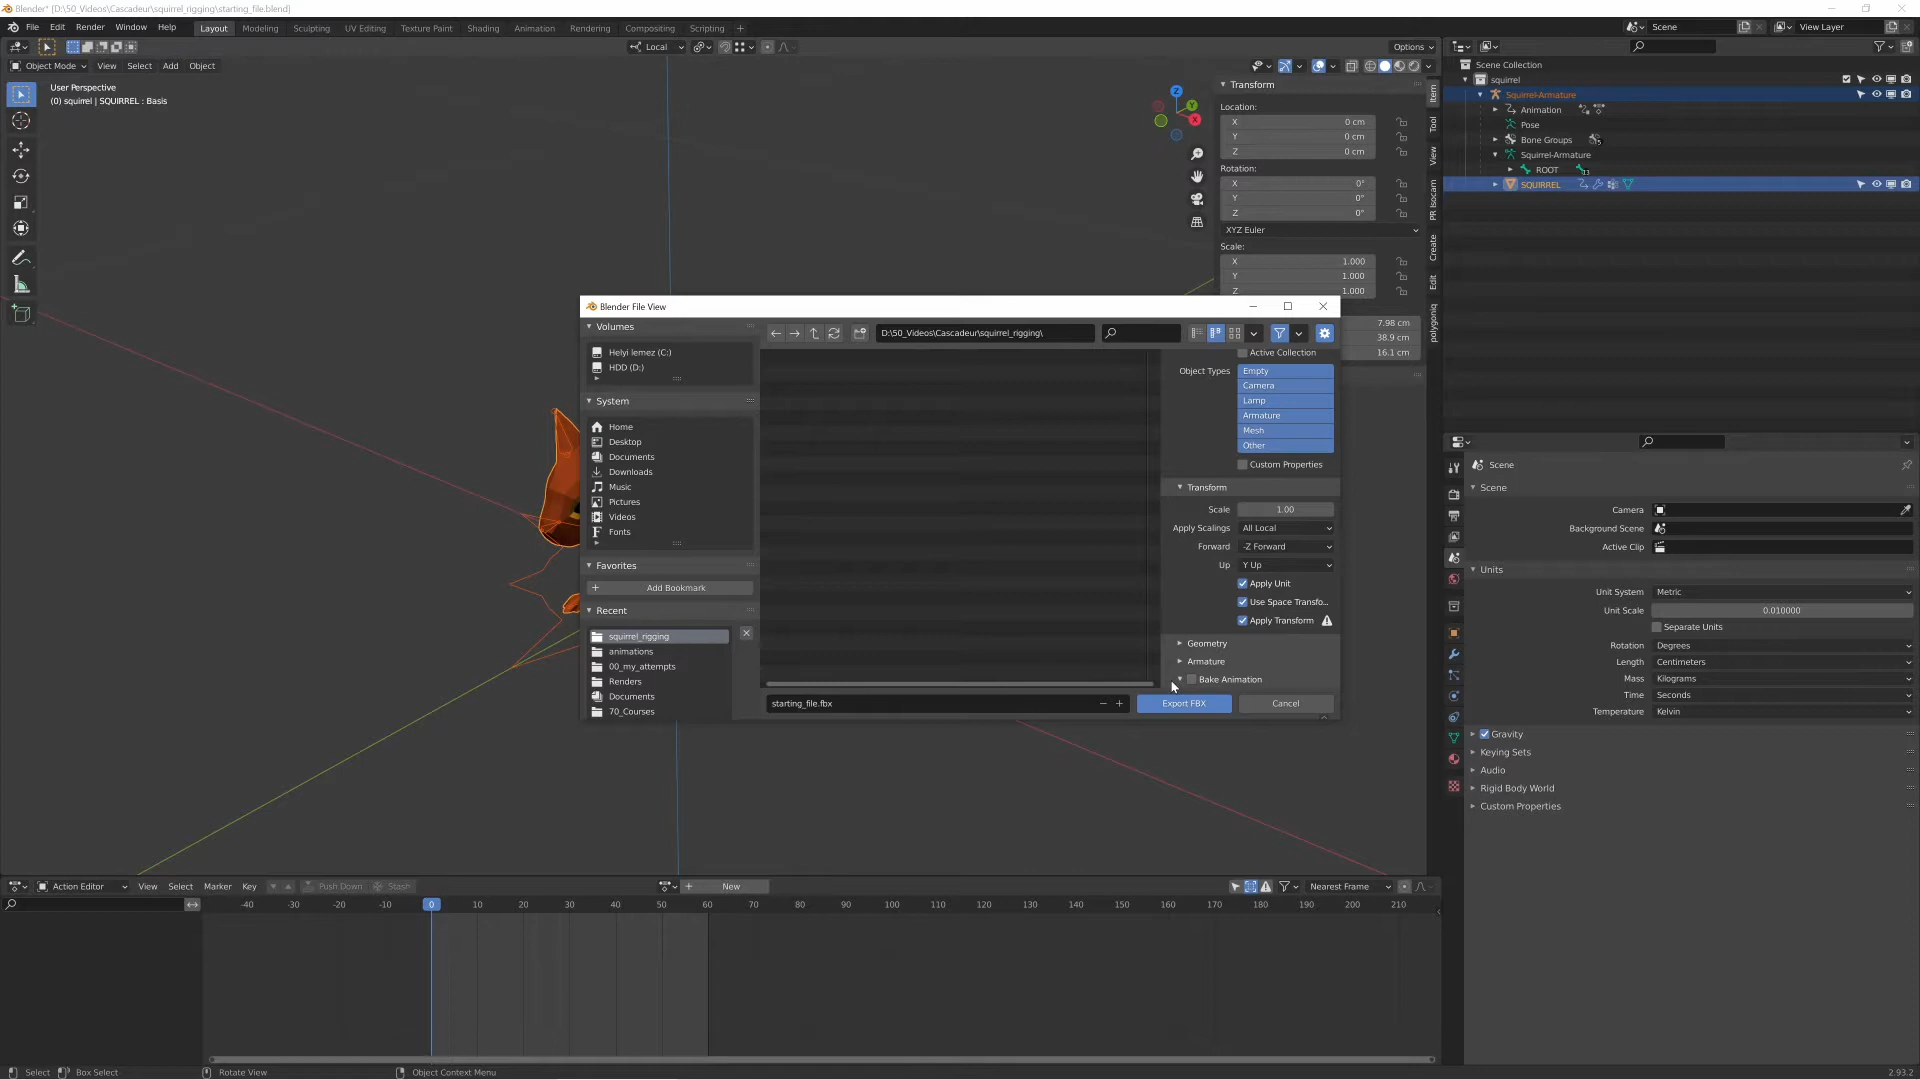 Blender* [D:\50_Videos\Cascadeur\squirrel_rigging\starting_file.blend]
File Edit Render Window Help
Layout Modeling Sculpting UV Editing Texture Paint Shading Animation Rendering Compositing Scripting +
Scene
View Layer
Local
Options
Object Mode View Select Add Object
User Perspective
(0) squirrel | SQUIRREL : Basis
Z
Y
X
Transform
Location:
X 0 cm
Y 0 cm
Z 0 cm
Rotation:
X 0°
Y 0°
Z 0°
XYZ Euler
Scale:
X 1.000
Y 1.000
Z 1.000
7.98 cm
38.9 cm
16.1 cm
Item
Tool
View
PR Isocam
Create
Edit
polygoniq
Scene Collection
squirrel
Squirrel-Armature
Animation
Pose
Bone Groups
Squirrel-Armature
ROOT
SQUIRREL
Blender File View
Volumes
Helyi lemez (C:)
HDD (D:)
System
Home
Desktop
Documents
Downloads
Music
Pictures
Videos
Fonts
Favorites
Add Bookmark
Recent
squirrel_rigging
animations
00_my_attempts
Renders
Documents
70_Courses
D:\50_Videos\Cascadeur\squirrel_rigging\
Active Collection
Object Types Empty
Camera
Lamp
Armature
Mesh
Other
Custom Properties
Transform
Scale 1.00
Apply Scalings All Local
Forward -Z Forward
Up Y Up
Apply Unit
Use Space Transfo...
Apply Transform
Geometry
Armature
Bake Animation
starting_file.fbx
Export FBX
Cancel
Scene
Scene
Camera
Background Scene
Active Clip
Units
Unit System Metric
Unit Scale 0.010000
Separate Units
Rotation Degrees
Length Centimeters
Mass Kilograms
Time Seconds
Temperature Kelvin
Gravity
Keying Sets
Audio
Rigid Body World
Custom Properties
Action Editor View Select Marker Key Push Down Stash New Nearest Frame
-40 -30 -20 -10 0 10 20 30 40 50 60 70 80 90 100 110 120 130 140 150 160 170 180 190 200 210
Select Box Select Rotate View Object Context Menu 2.93.2